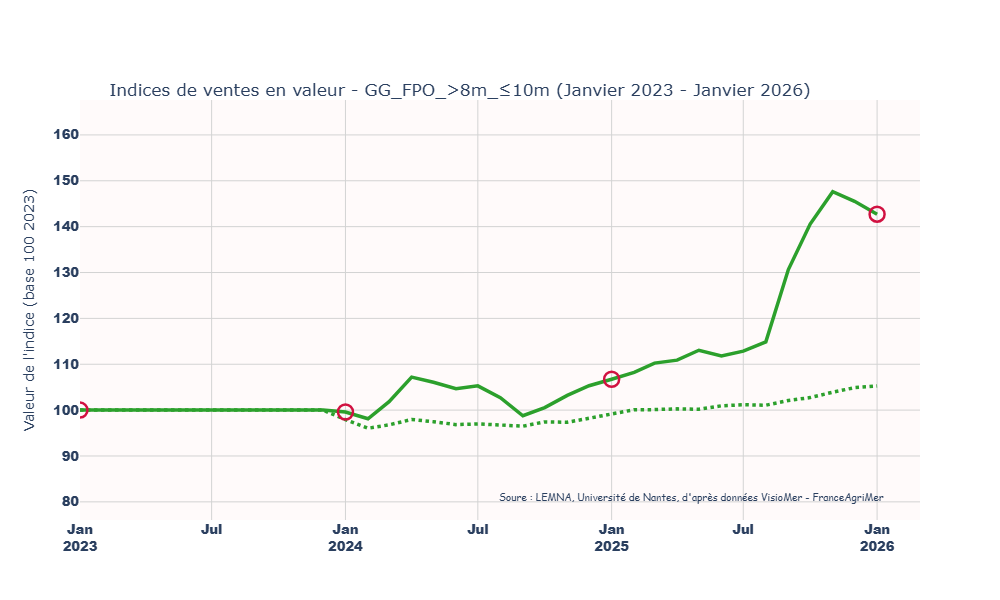 Indices de ventes en valeur - GG_FPO_>8m_≤10m (Janvier 2023 - Janvier 2026)
Valeur de l'indice (base 100 2023)
160
150
140
130
120
110
100
90
80
Soure : LEMNA, Université de Nantes, d'après données VisioMer - FranceAgriMer
Jan
2023
Jul
Jan
2024
Jul
Jan
2025
Jul
Jan
2026